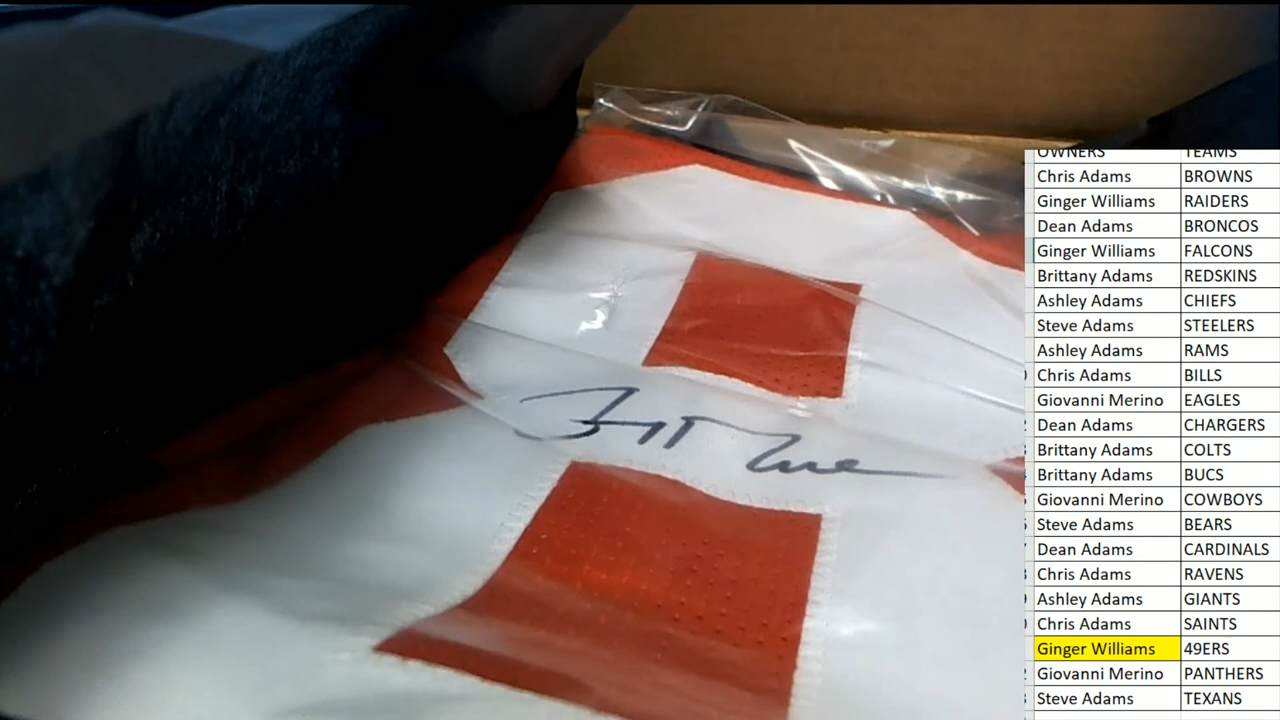 OWNERS TEAMS
Chris Adams BROWNS
Ginger Williams RAIDERS
Dean Adams BRONCOS
Ginger Williams FALCONS
Brittany Adams REDSKINS
Ashley Adams CHIEFS
Steve Adams STEELERS
Ashley Adams RAMS
Chris Adams BILLS
Giovanni Merino EAGLES
Dean Adams CHARGERS
Brittany Adams COLTS
Brittany Adams BUCS
Giovanni Merino COWBOYS
Steve Adams BEARS
Dean Adams CARDINALS
Chris Adams RAVENS
Ashley Adams GIANTS
Chris Adams SAINTS
Ginger Williams 49ERS
Giovanni Merino PANTHERS
Steve Adams TEXANS